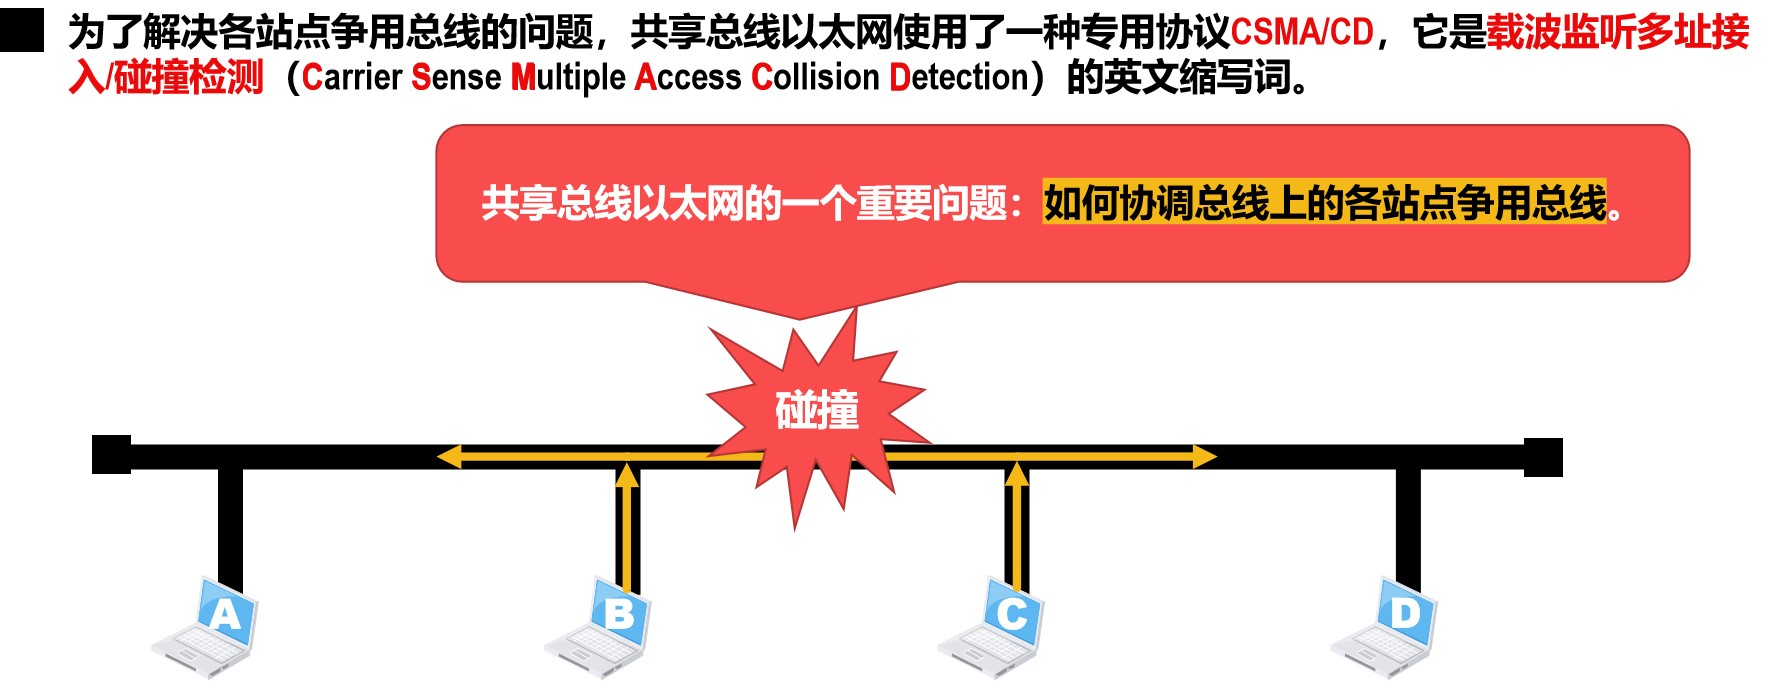 为了解决各站点争用总线的问题，共享总线以太网使用了一种专用协议CSMA/CD，它是载波监听多址接
入/碰撞检测（Carrier Sense Multiple Access Collision Detection）的英文缩写词。
共享总线以太网的一个重要问题：如何协调总线上的各站点争用总线。
碰撞
A B C D